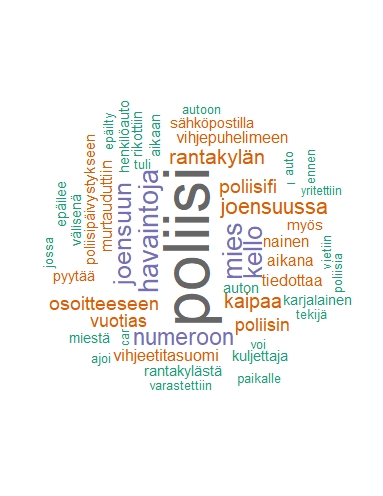 autoon
sähköpostilla
vihjepuhelimeen
rantakylän
poliisifi
joensuussa
myös
nainen
aikana
tiedottaa
auton
kaipaa
karjalainen
tekijä
poliisin
voi
kuljettaja
paikalle
auto
l
ennen
yritettiin
vietiin
poliisia
mies
kello
poliisi
havaintoja
joensuun
aikaan
tuli
rikottiin
henkilöauto
epäilty
murtauduttiin
poliisipäivystykseen
välisenä
epäilee
jossa
pyytää
osoitteeseen
vuotias
miestä
car
numeroon
ajoi
vihjeetitasuomi
rantakylästä
varastettiin